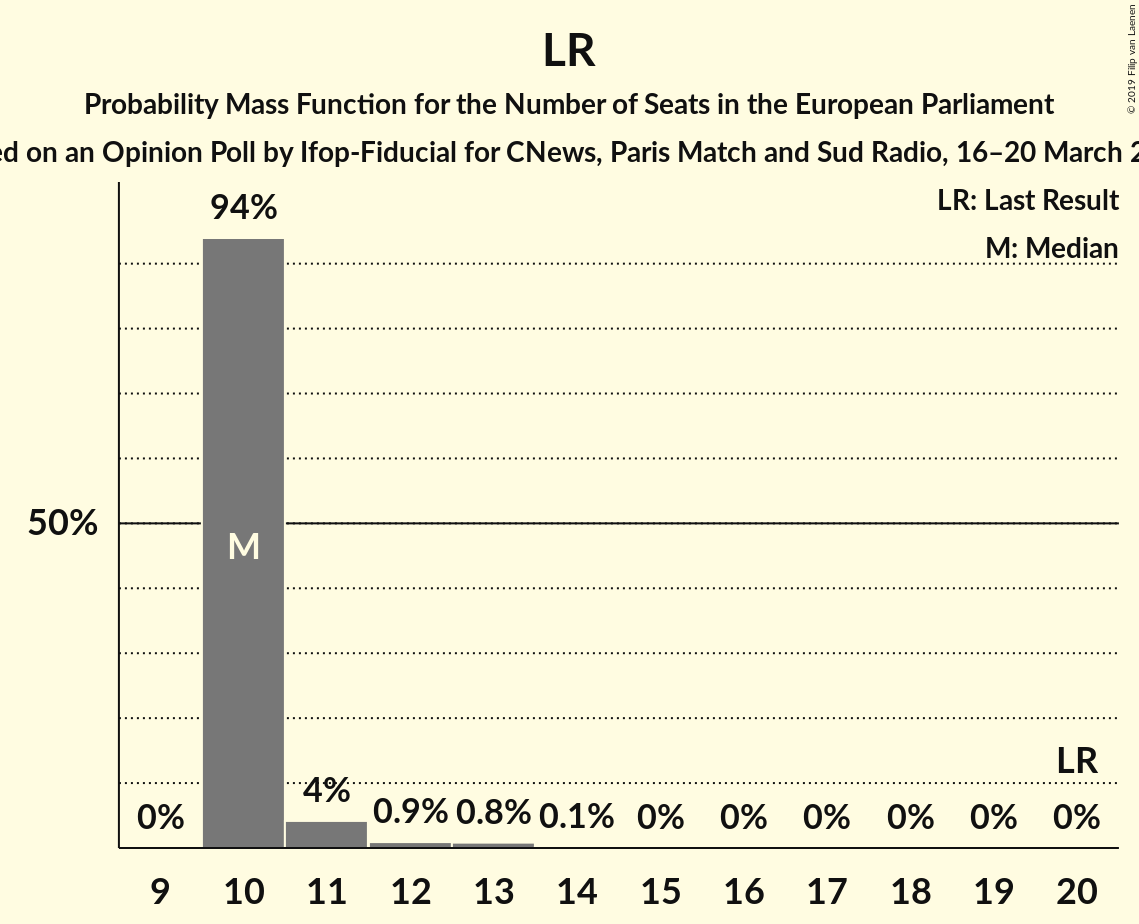 LR
Probability Mass Function for the Number of Seats in the European Parliament
on an Opinion Poll by Ifop-Fiducial for CNews, Paris Match and Sud Radio, 16–20 March
© 2019 Filip van Laenen
LR: Last Result
M: Median
94%
50%
M
LR
0% 4% 0.9% 0.8% 0.1% 0% 0% 0% 0% 0% 0%
9 10 11 12 13 14 15 16 17 18 19 20